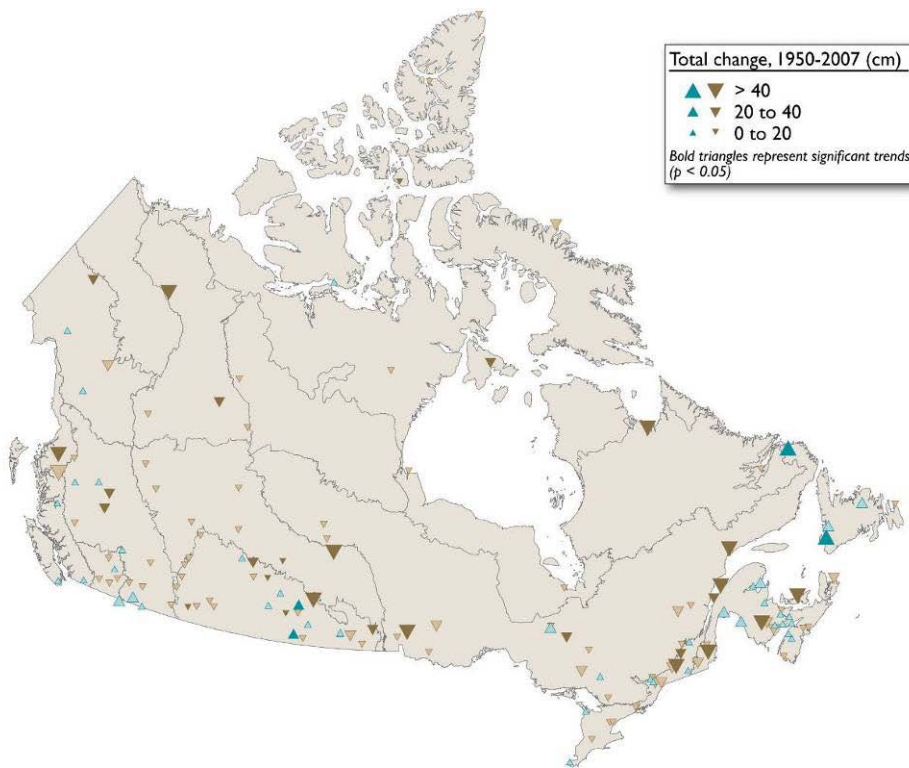 Total change, 1950-2007 (cm)
> 40
20 to 40
0 to 20
Bold triangles represent significant trends
(p < 0.05)